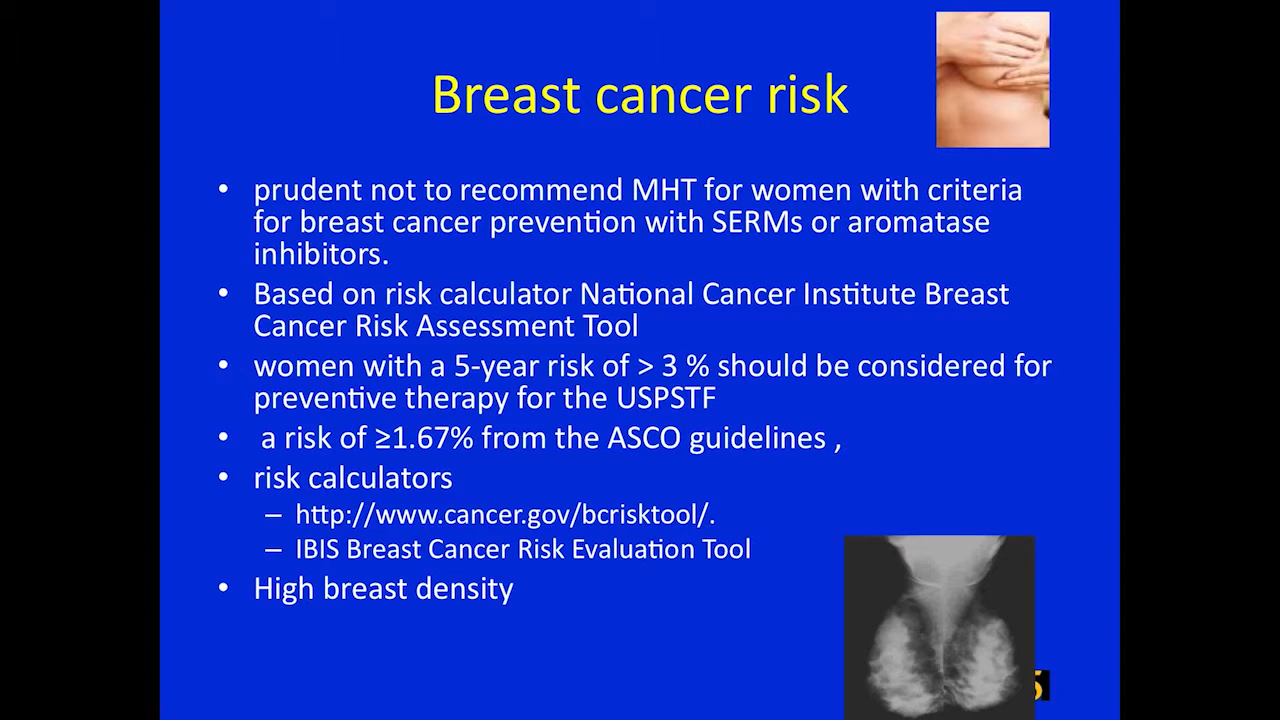 Breast cancer risk
• prudent not to recommend MHT for women with criteria
for breast cancer prevention with SERMs or aromatase
inhibitors.
• Based on risk calculator National Cancer Institute Breast
Cancer Risk Assessment Tool
• women with a 5-year risk of > 3 % should be considered for
preventive therapy for the USPSTF
• a risk of ≥1.67% from the ASCO guidelines ,
• risk calculators
– http://www.cancer.gov/bcrisktool/.
– IBIS Breast Cancer Risk Evaluation Tool
• High breast density